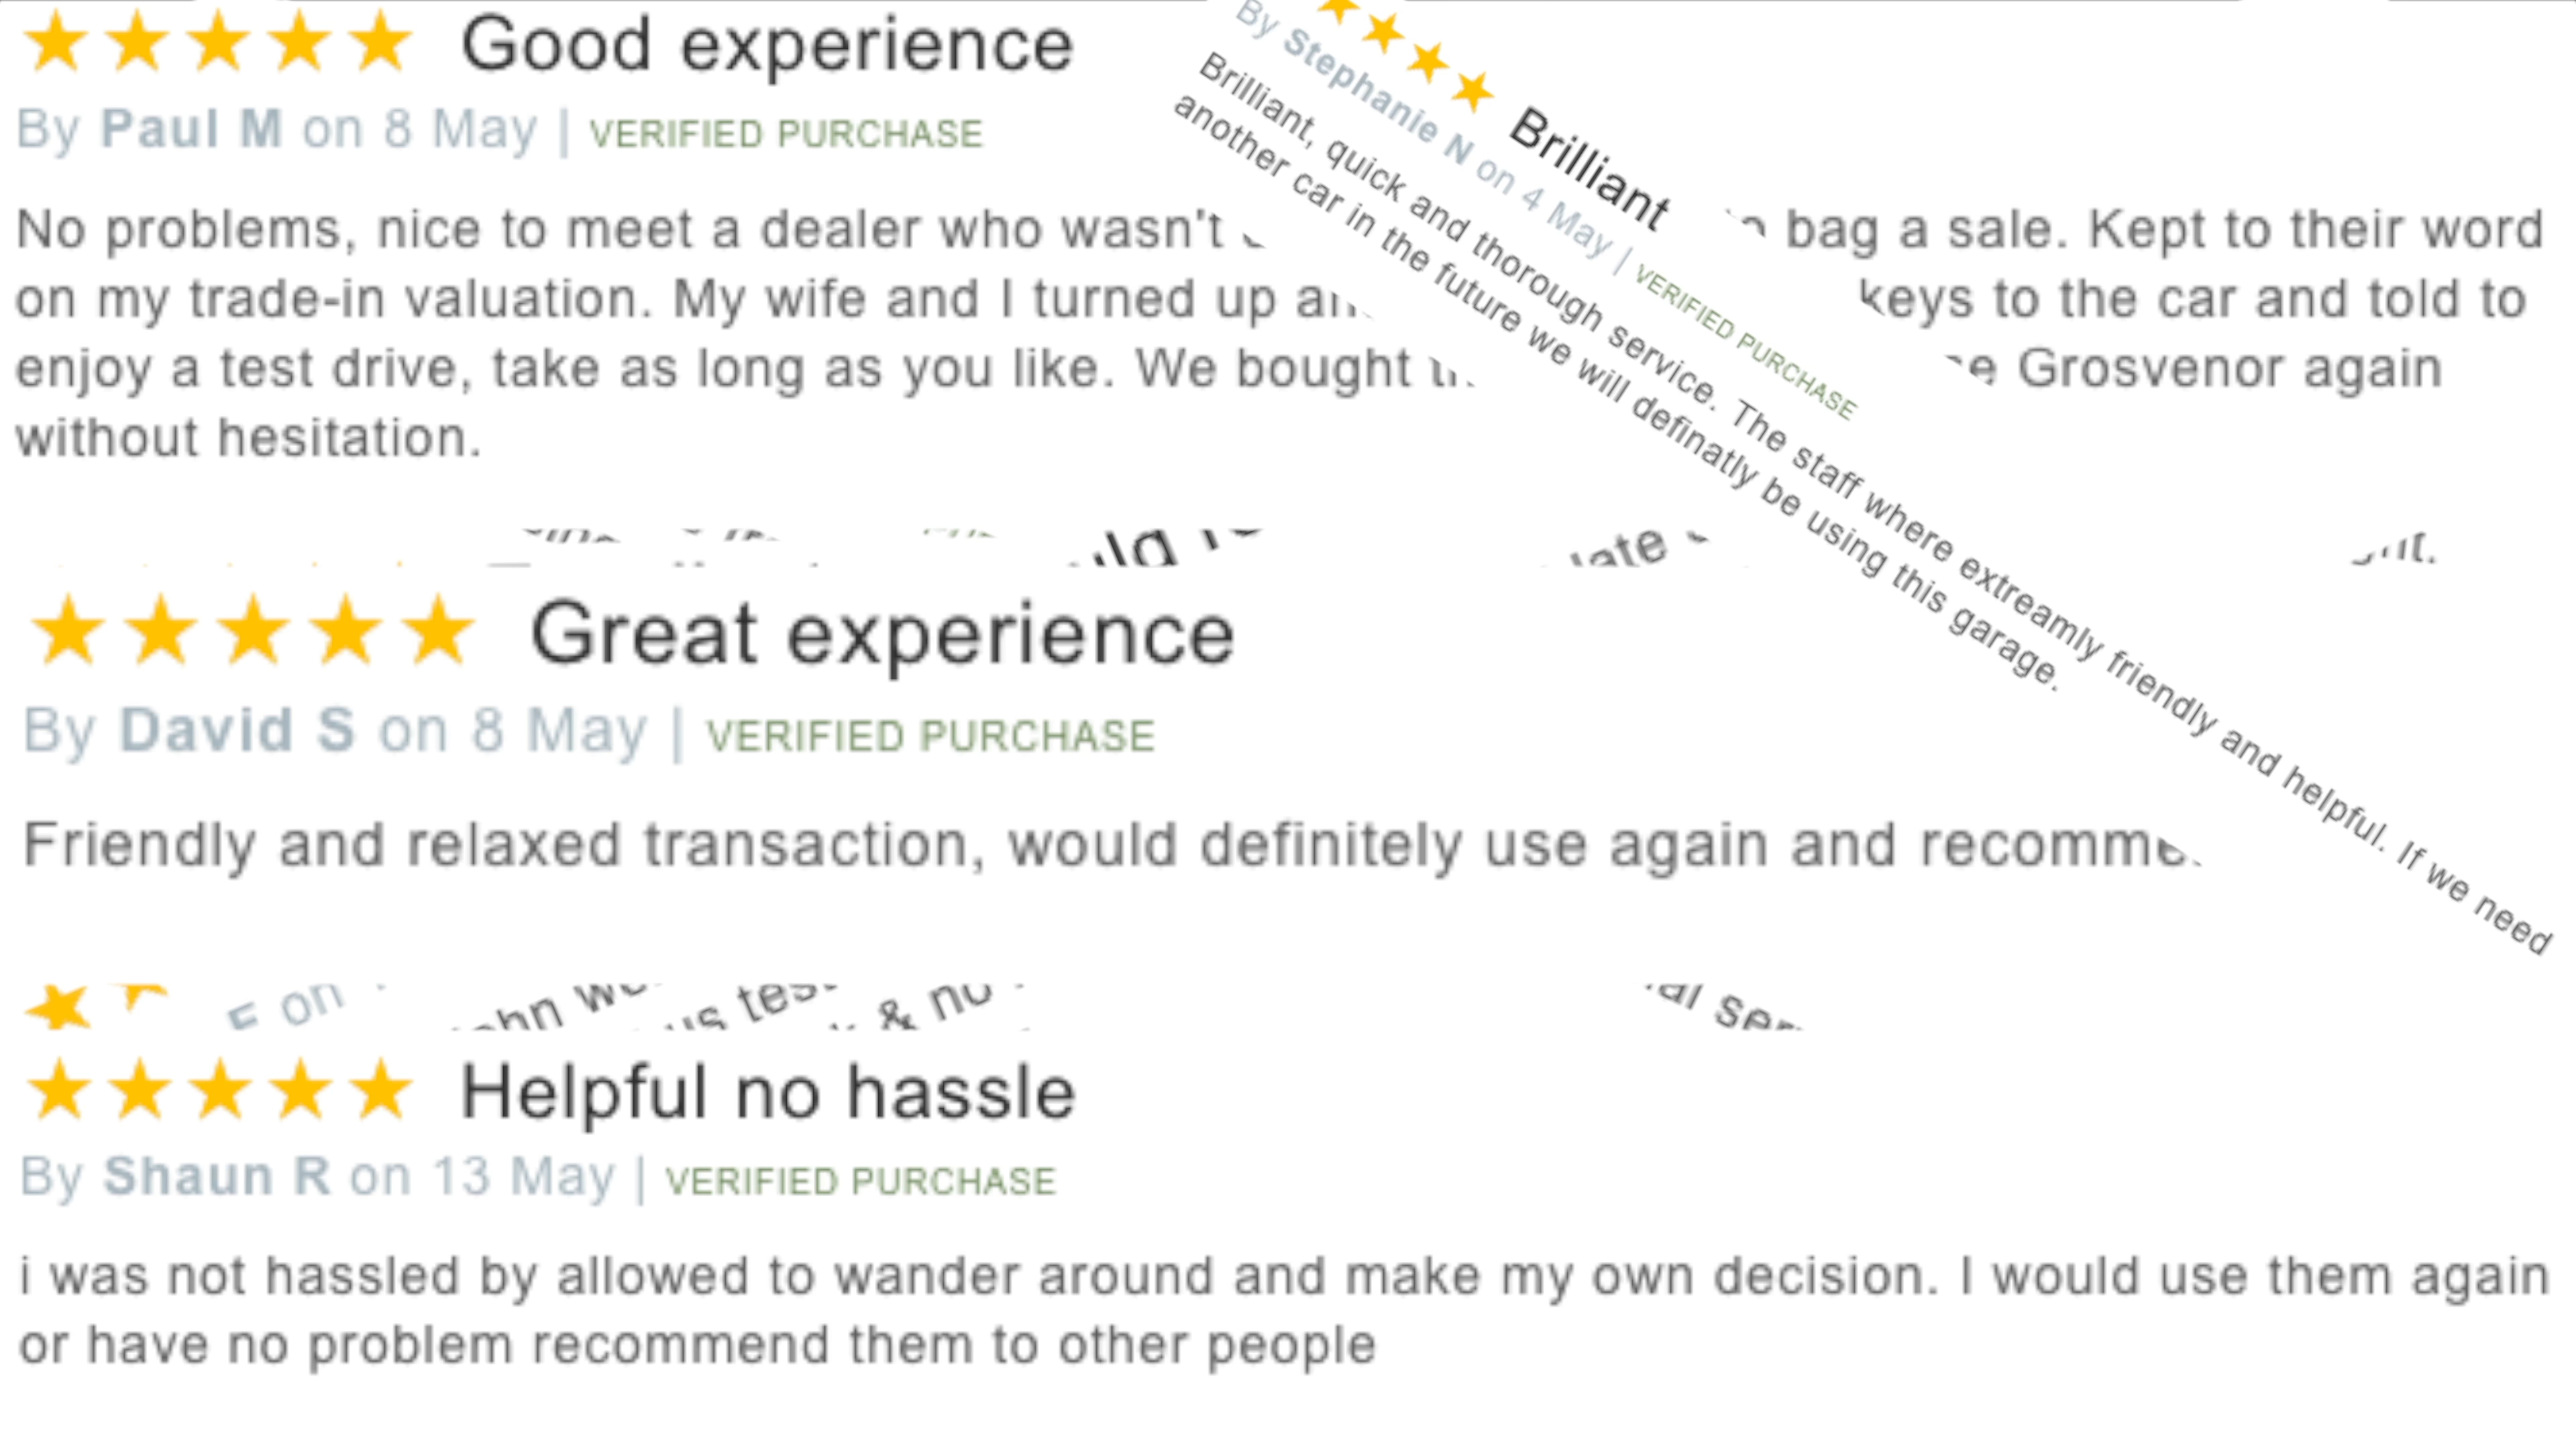 Good experience
By Paul M on 8 May | VERIFIED PURCHASE
No problems, nice to meet a dealer who wasn't
bag a sale. Kept to their word
on my trade-in valuation. My wife and I turned up
keys to the car and told to
enjoy a test drive, take as long as you like. We bought
Grosvenor again
without hesitation.
Brilliant
By Stephanie N on 4 May | VERIFIED PURCHASE
Brilliant, quick and thorough service. The staff where extreamly friendly and helpful. If we need
another car in the future we will definatly be using this garage.
Great experience
By David S on 8 May | VERIFIED PURCHASE
Friendly and relaxed transaction, would definitely use again and
Helpful no hassle
By Shaun R on 13 May | VERIFIED PURCHASE
i was not hassled by allowed to wander around and make my own decision. I would use them again
or have no problem recommend them to other people